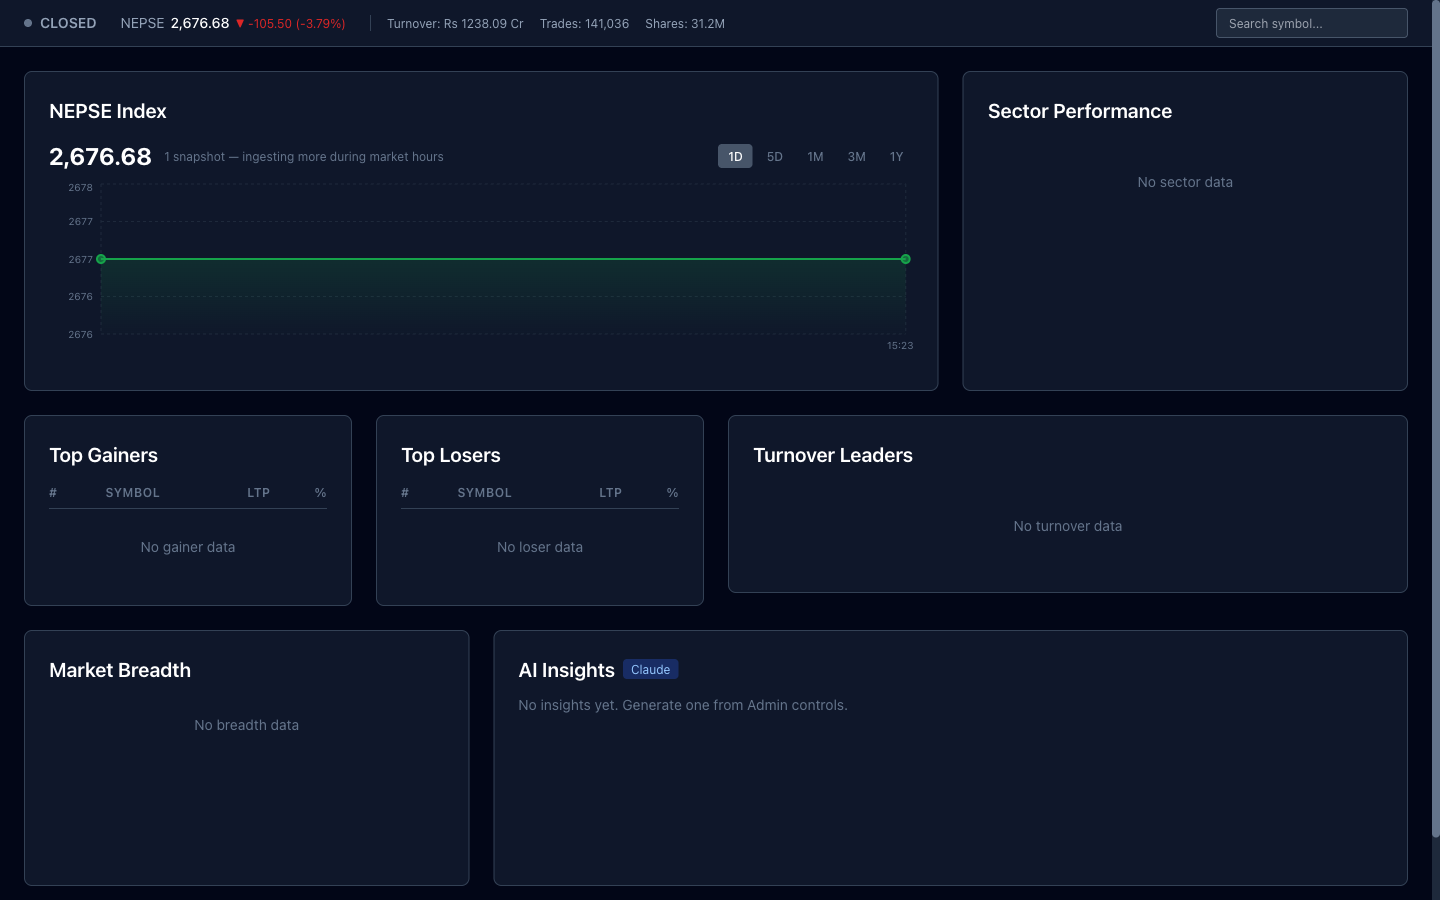 CLOSED NEPSE 2,676.68 ▼ -105.50 (-3.79%) Turnover: Rs 1238.09 Cr Trades: 141,036 Shares: 31.2M Search symbol...
NEPSE Index
2,676.68 1 snapshot — ingesting more during market hours 1D 5D 1M 3M 1Y
2678
2677
2677
2676
2676
15:23
Sector Performance
No sector data
Top Gainers
# SYMBOL LTP %
No gainer data
Top Losers
# SYMBOL LTP %
No loser data
Turnover Leaders
No turnover data
Market Breadth
No breadth data
AI Insights Claude
No insights yet. Generate one from Admin controls.